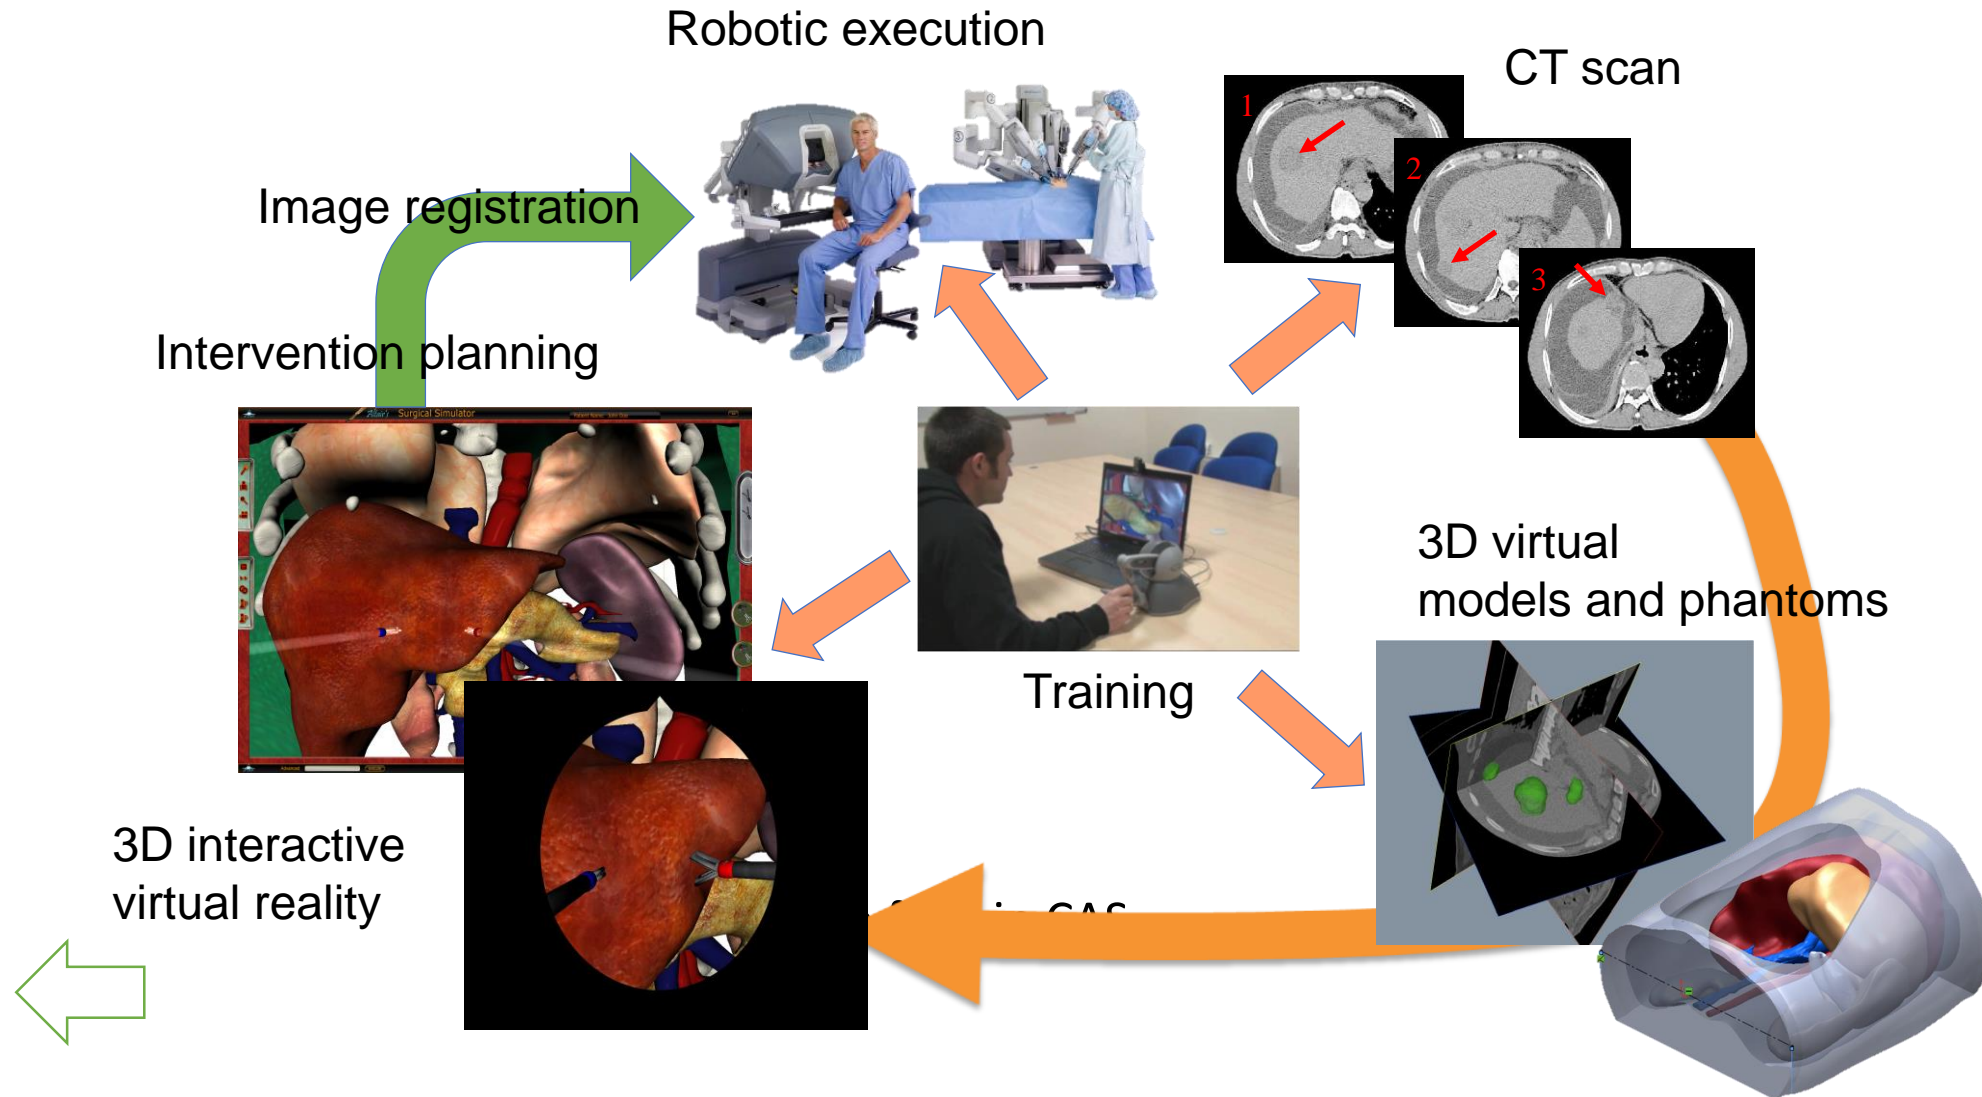 Robotic execution
CT scan
1
2
3
Image registration
Intervention planning
Surgical Simulator
3D virtual
models and phantoms
Training
3D interactive
virtual reality